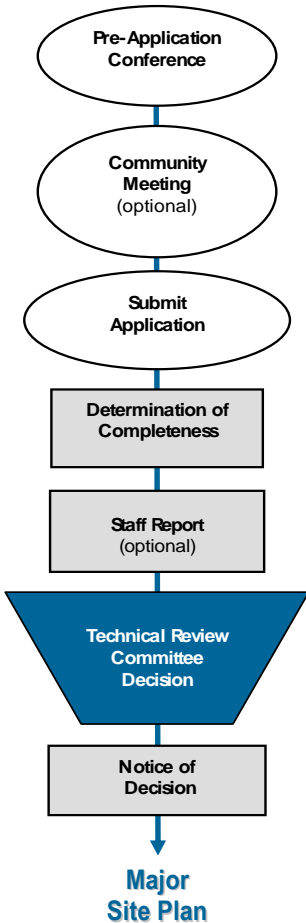 Pre-Application
Conference
Community
Meeting
(optional)
Submit
Application
Determination of
Completeness
Staff Report
(optional)
Technical Review
Committee
Decision
Notice of
Decision
Major
Site Plan